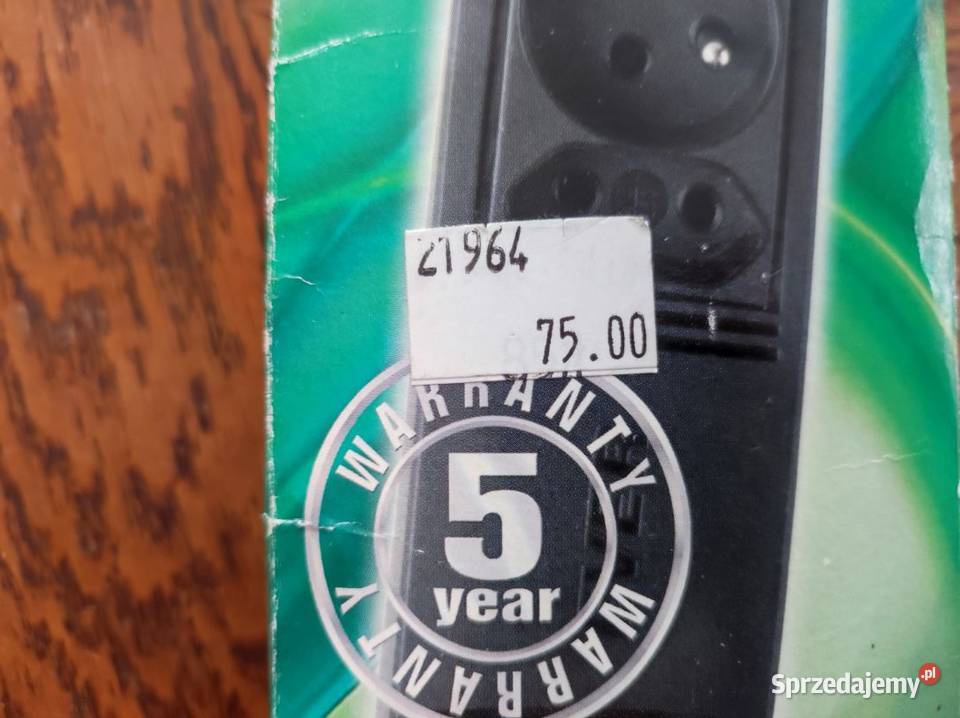 21964
75.00
WARRANTY
5
year
WARRANTY
Sprzedajemy.pl